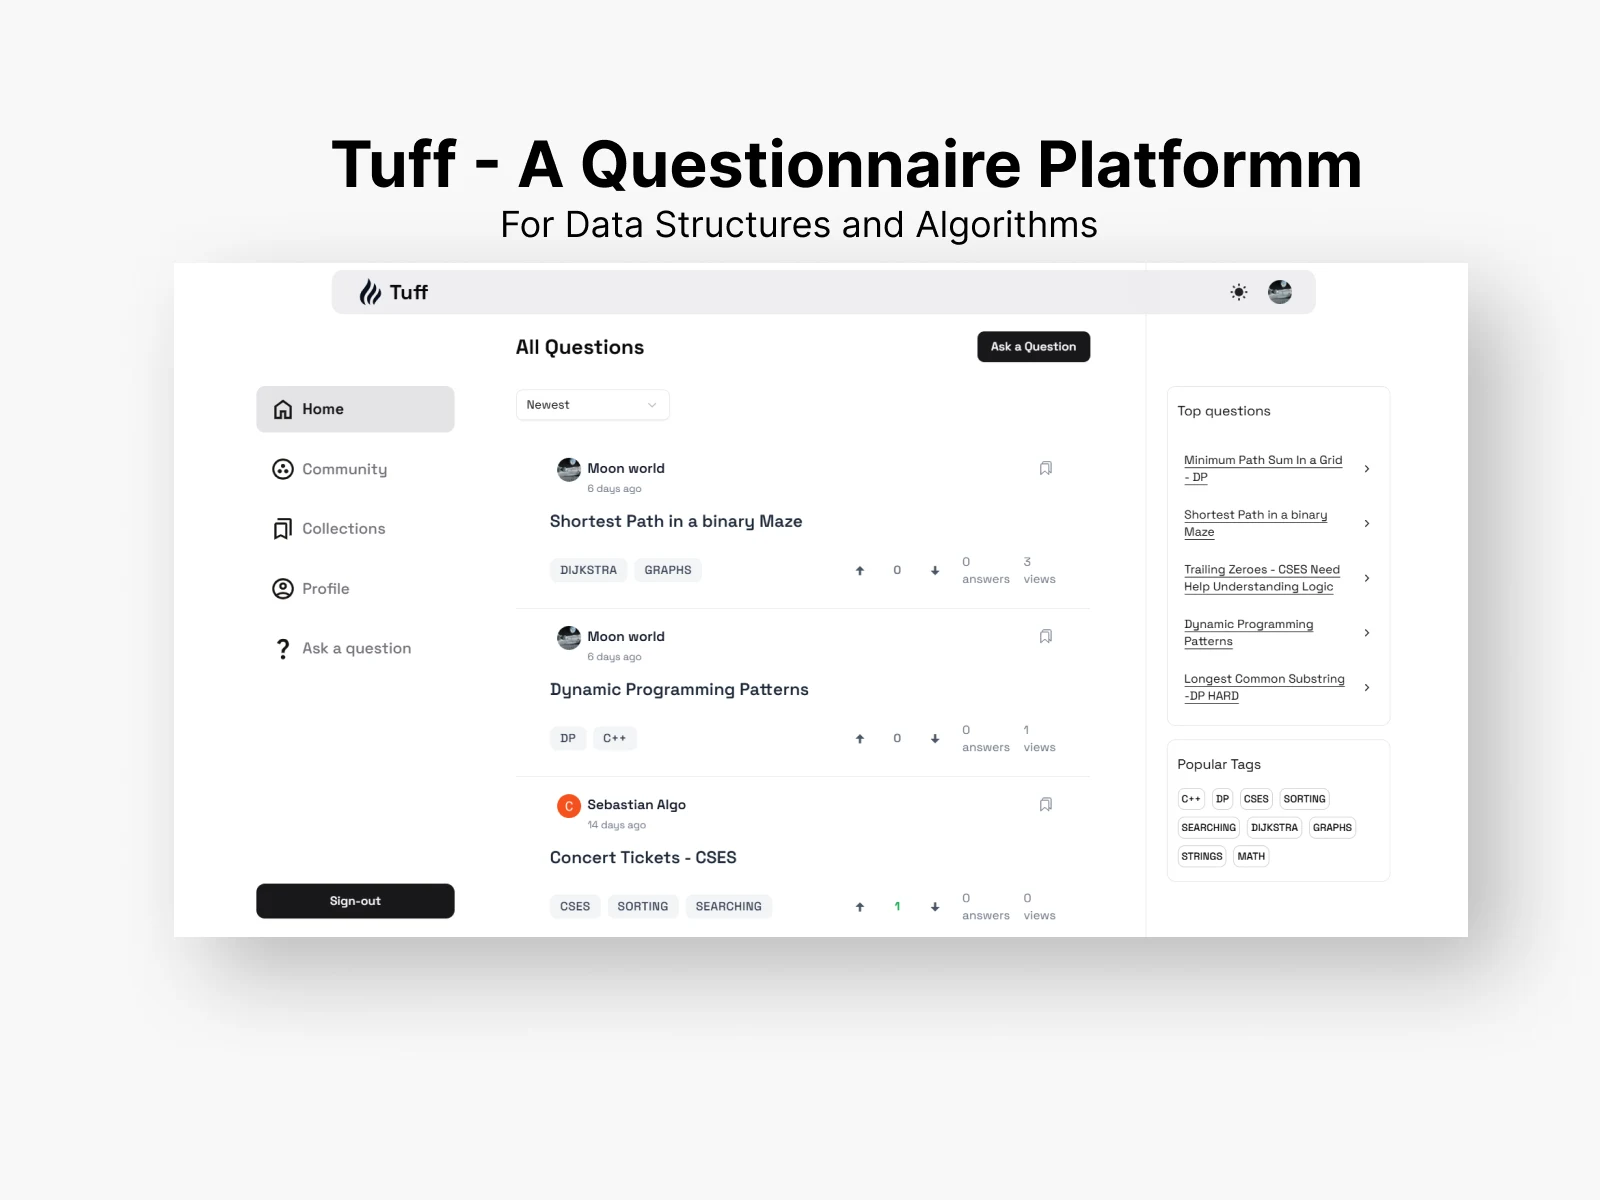 Tuff - A Questionnaire Platformm
For Data Structures and Algorithms
Tuff
All Questions
Ask a Question
Home
Community
Collections
Profile
Ask a question
Sign-out
Newest
Moon world
6 days ago
Shortest Path in a binary Maze
DIJKSTRA GRAPHS
0
0
answers
3
views
Moon world
6 days ago
Dynamic Programming Patterns
DP C++
0
0
answers
1
views
C
Sebastian Algo
14 days ago
Concert Tickets - CSES
CSES SORTING SEARCHING
1
0
answers
0
views
Top questions
Minimum Path Sum In a Grid
- DP
Shortest Path in a binary
Maze
Trailing Zeroes - CSES Need
Help Understanding Logic
Dynamic Programming
Patterns
Longest Common Substring
-DP HARD
Popular Tags
C++ DP CSES SORTING
SEARCHING DIJKSTRA GRAPHS
STRINGS MATH